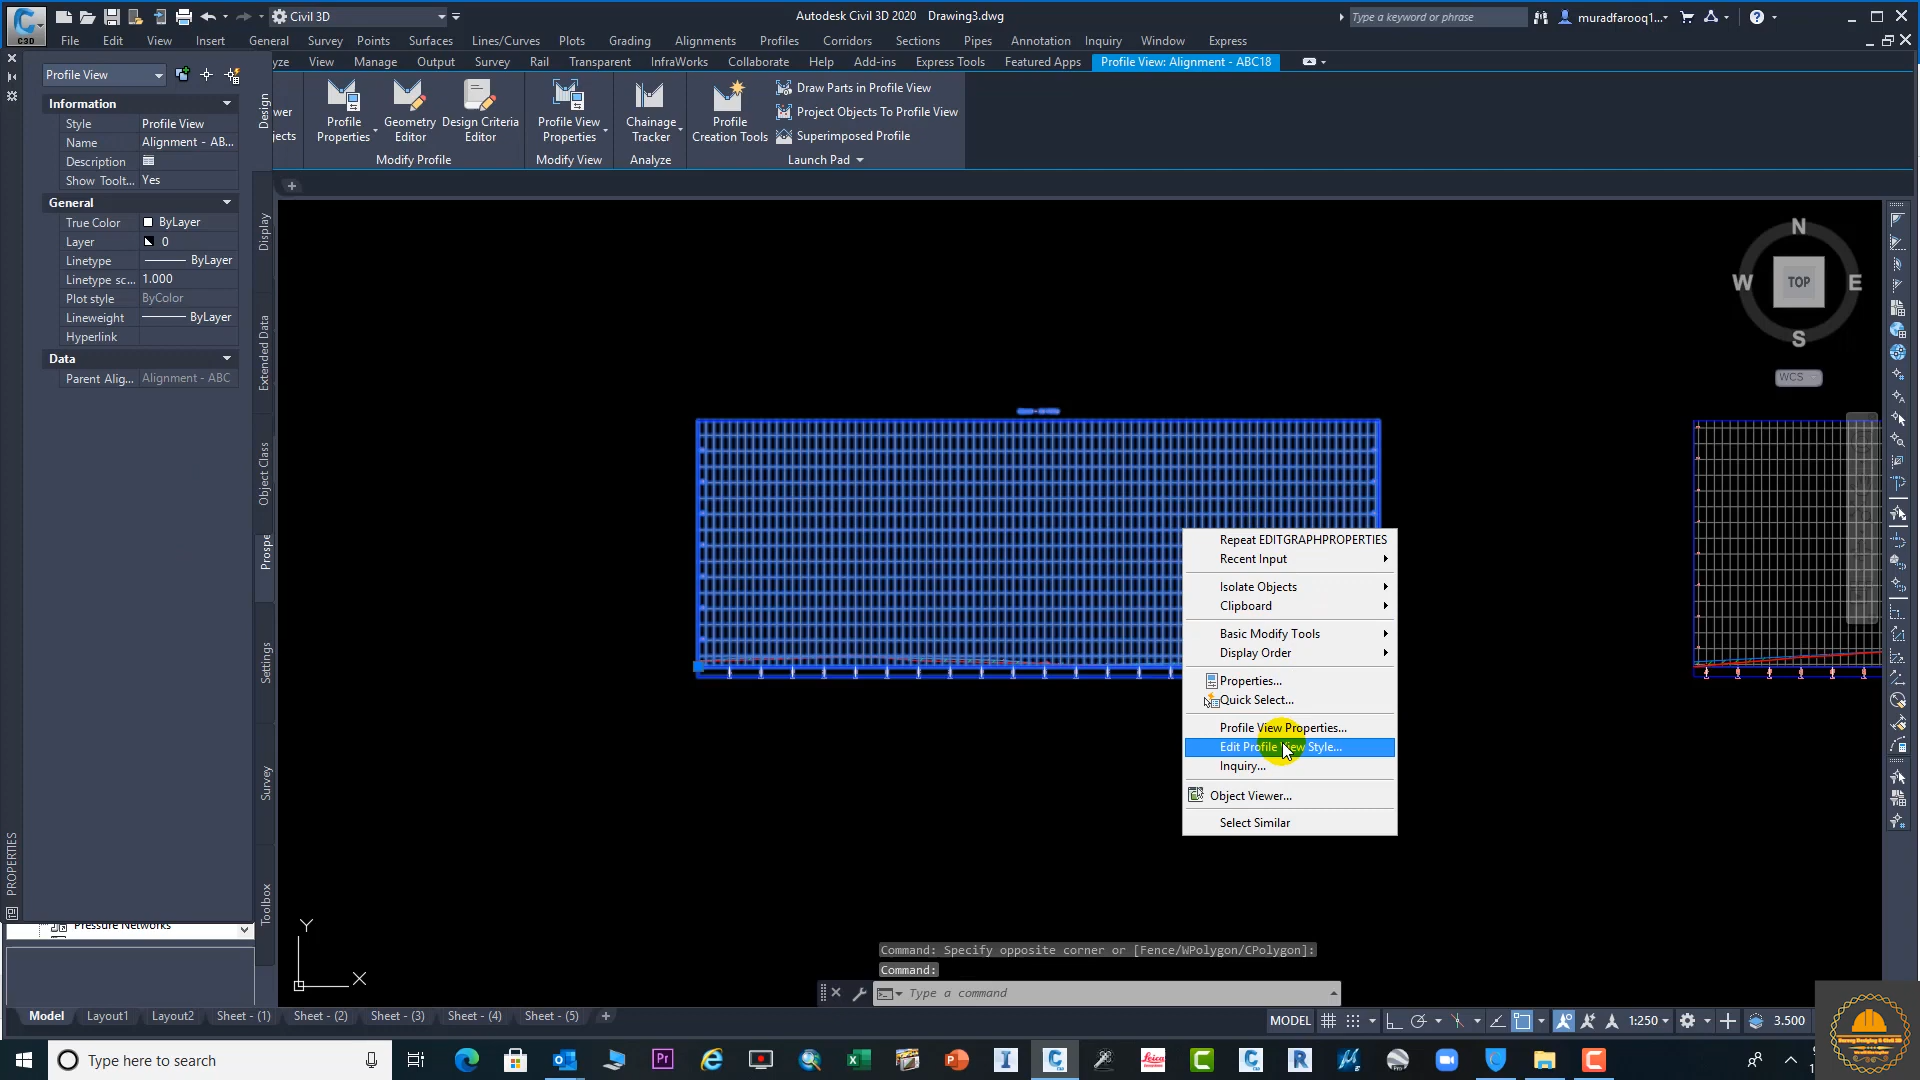 C3D
Civil 3D
Autodesk Civil 3D 2020 Drawing3.dwg
Type a keyword or phrase
muradfarooq1...
File Edit View Insert General Survey Points Surfaces Lines/Curves Plots Grading Alignments Profiles Corridors Sections Pipes Annotation Inquiry Window Express
View Manage Output Survey Rail Transparent InfraWorks Collaborate Help Add-ins Express Tools Featured Apps Profile View: Alignment - ABC18
Profile Properties
Geometry Editor
Design Criteria Editor
Modify Profile
Profile View Properties
Modify View
Chainage Tracker
Analyze
Profile Creation Tools
Draw Parts in Profile View
Project Objects To Profile View
Superimposed Profile
Launch Pad
Profile View
Information
Style Profile View
Name Alignment - AB...
Description
Show Toolt... Yes
General
True Color ByLayer
Layer 0
Linetype ByLayer
Linetype sc... 1.000
Plot style ByColor
Lineweight ByLayer
Hyperlink
Data
Parent Alig... Alignment - ABC
Design
Display
Extended Data
Object Class
Prospe
Settings
Survey
Toolbox
PROPERTIES
Pressure Networks
N
W TOP E
S
WCS
Repeat EDITGRAPHPROPERTIES
Recent Input
Isolate Objects
Clipboard
Basic Modify Tools
Display Order
Properties...
Quick Select...
Profile View Properties...
Edit Profile View Style...
Inquiry...
Object Viewer...
Select Similar
Y
X
Command: Specify opposite corner or [Fence/WPolygon/CPolygon]:
Command:
Type a command
Model Layout1 Layout2 Sheet - (1) Sheet - (2) Sheet - (3) Sheet - (4) Sheet - (5)
MODEL 1:250 3.500
Type here to search